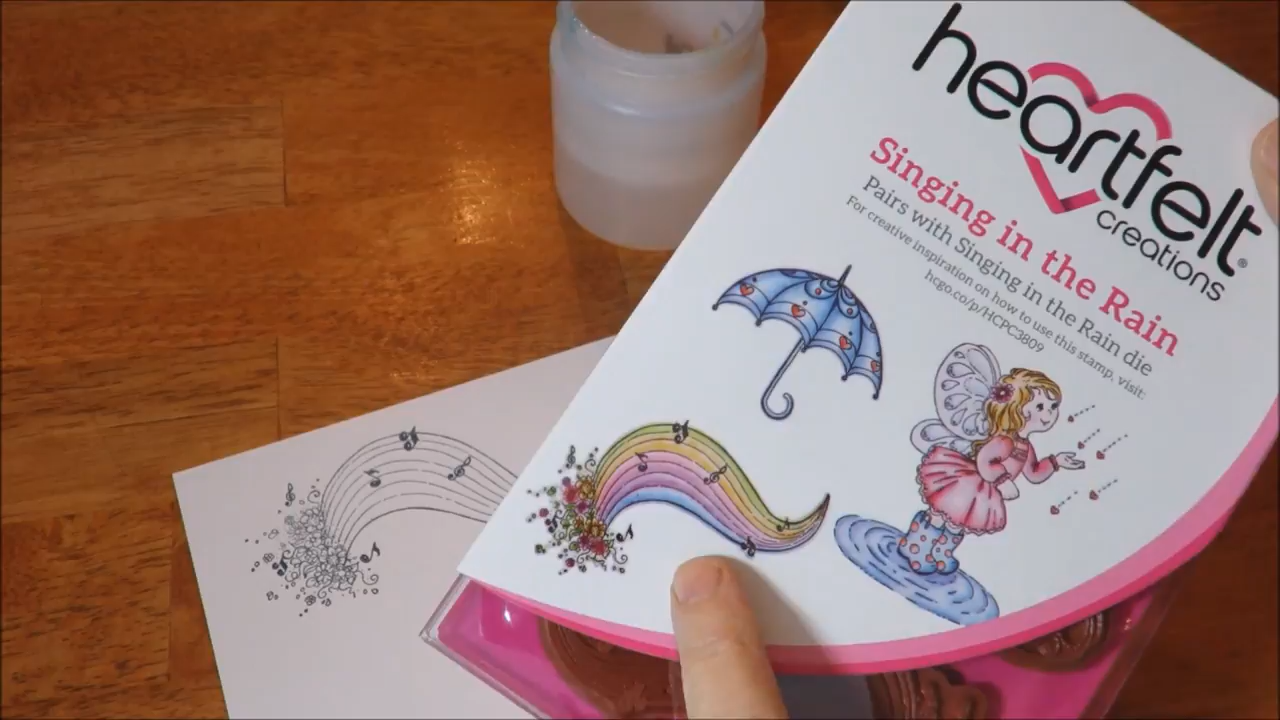 heartfelt
creations®
Singing in the Rain
Pairs with Singing in the Rain die
For creative inspiration on how to use this stamp, visit:
hcgo.co/p/HCPC3809